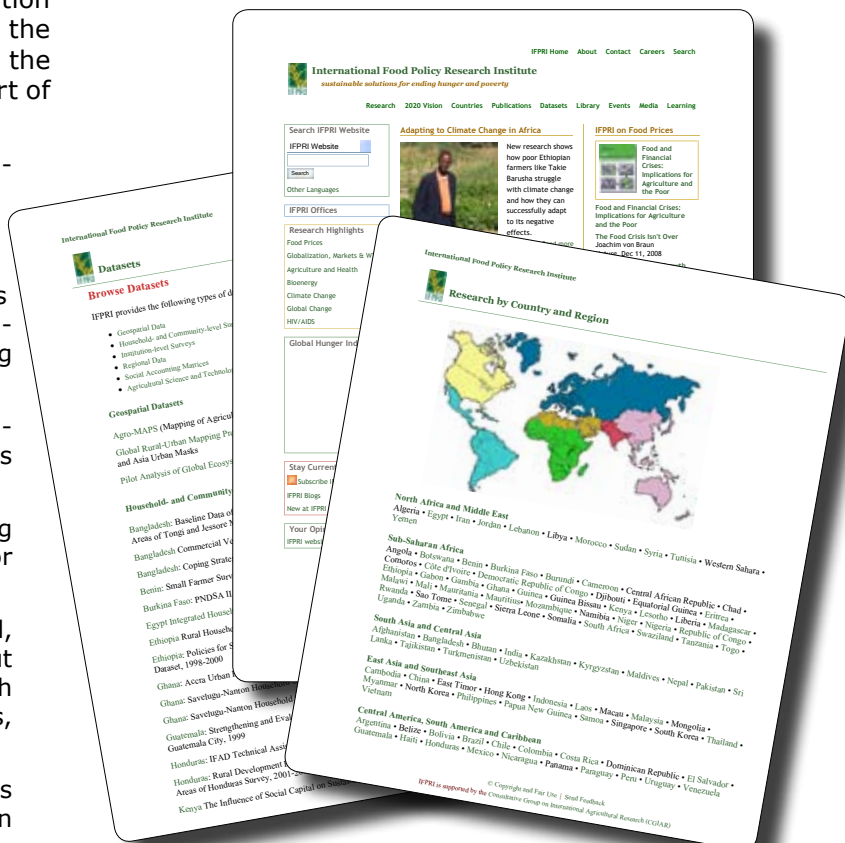 tion
the
the
rt of
-
s
-
g
-
s
g
or
l,
ut
h
s,
s
n
IFPRI Home About Contact Careers Search
International Food Policy Research Institute
sustainable solutions for ending hunger and poverty
Research 2020 Vision Countries Publications Datasets Library Events Media Learning
Search IFPRI Website
IFPRI Website
Search
Other Languages
IFPRI Offices
Research Highlights
Food Prices
Globalization, Markets & W
Agriculture and Health
Bioenergy
Climate Change
Global Change
HIV/AIDS
Global Hunger Ind
Stay Current
Subscribe
IFPRI Blogs
New at IFPRI
Your Opi
IFPRI webs
Adapting to Climate Change in Africa
New research shows
how poor Ethiopian
farmers like Takie
Barusha struggle
with climate change
and how they can
successfully adapt
to its negative
effects.
more
IFPRI on Food Prices
Food and
Financial
Crises:
Implications for
Agriculture and
the Poor
Food and Financial Crises:
Implications for Agriculture
and the Poor
The Food Crisis Isn't Over
Joachim von Braun
Dec 11, 2008
International Food Policy Research Institute
Datasets
Browse Datasets
IFPRI provides the following types of d
• Geospatial Data
• Household- and Community-level Su
• Institution-level Surveys
• Regional Data
• Social Accounting Matrices
• Agricultural Science and Technolo
Geospatial Datasets
Agro-MAPS (Mapping of Agricul
Global Rural-Urban Mapping Pr
and Asia Urban Masks
Pilot Analysis of Global Ecosys
Household- and Community
Bangladesh: Baseline Data of
Areas of Tongi and Jessore
Bangladesh Commercial Ve
Bangladesh: Coping Strate
Benin: Small Farmer Surv
Burkina Faso: PNDSA II
Egypt Integrated Househ
Ethiopia Rural Househ
Ethiopia: Policies for S
Dataset, 1998-2000
Ghana: Accra Urban
Ghana: Savelugu-Nanton Household
Ghana: Savelugu-Nanton Household
Guatemala: Strengthening and Eval
Guatemala City, 1999
Honduras: IFAD Technical Assi
Honduras: Rural Development
Areas of Honduras Survey, 2001-2
Kenya The Influence of Social Capital on Sust
International Food Policy Research Institute
Research by Country and Region
North Africa and Middle East
Algeria • Egypt • Iran • Jordan • Lebanon • Libya • Morocco • Sudan • Syria • Tunisia • Western Sahara •
Yemen
Sub-Saharan Africa
Angola • Botswana • Benin • Burkina Faso • Burundi • Cameroon • Central African Republic • Chad •
Comoros • Côte d'Ivoire • Democratic Republic of Congo • Djibouti • Equatorial Guinea • Eritrea •
Ethiopia • Gabon • Gambia • Ghana • Guinea • Guinea Bissau • Kenya • Lesotho • Liberia • Madagascar •
Malawi • Mali • Mauritania • Mauritius • Mozambique • Namibia • Niger • Nigeria • Republic of Congo •
Rwanda • Sao Tome • Senegal • Sierra Leone • Somalia • South Africa • Swaziland • Tanzania • Togo •
Uganda • Zambia • Zimbabwe
South Asia and Central Asia
Afghanistan • Bangladesh • Bhutan • India • Kazakhstan • Kyrgyzstan • Maldives • Nepal • Pakistan • Sri
Lanka • Tajikistan • Turkmenistan • Uzbekistan
East Asia and Southeast Asia
Cambodia • China • East Timor • Hong Kong • Indonesia • Laos • Macau • Malaysia • Mongolia •
Myanmar • North Korea • Philippines • Papua New Guinea • Samoa • Singapore • South Korea • Thailand •
Vietnam
Central America, South America and Caribbean
Argentina • Belize • Bolivia • Brazil • Chile • Colombia • Costa Rica • Dominican Republic • El Salvador •
Guatemala • Haiti • Honduras • Mexico • Nicaragua • Panama • Paraguay • Peru • Uruguay • Venezuela
© Copyright and Fair Use | Send Feedback
IFPRI is supported by the Consultative Group on International Agricultural Research (CGIAR)